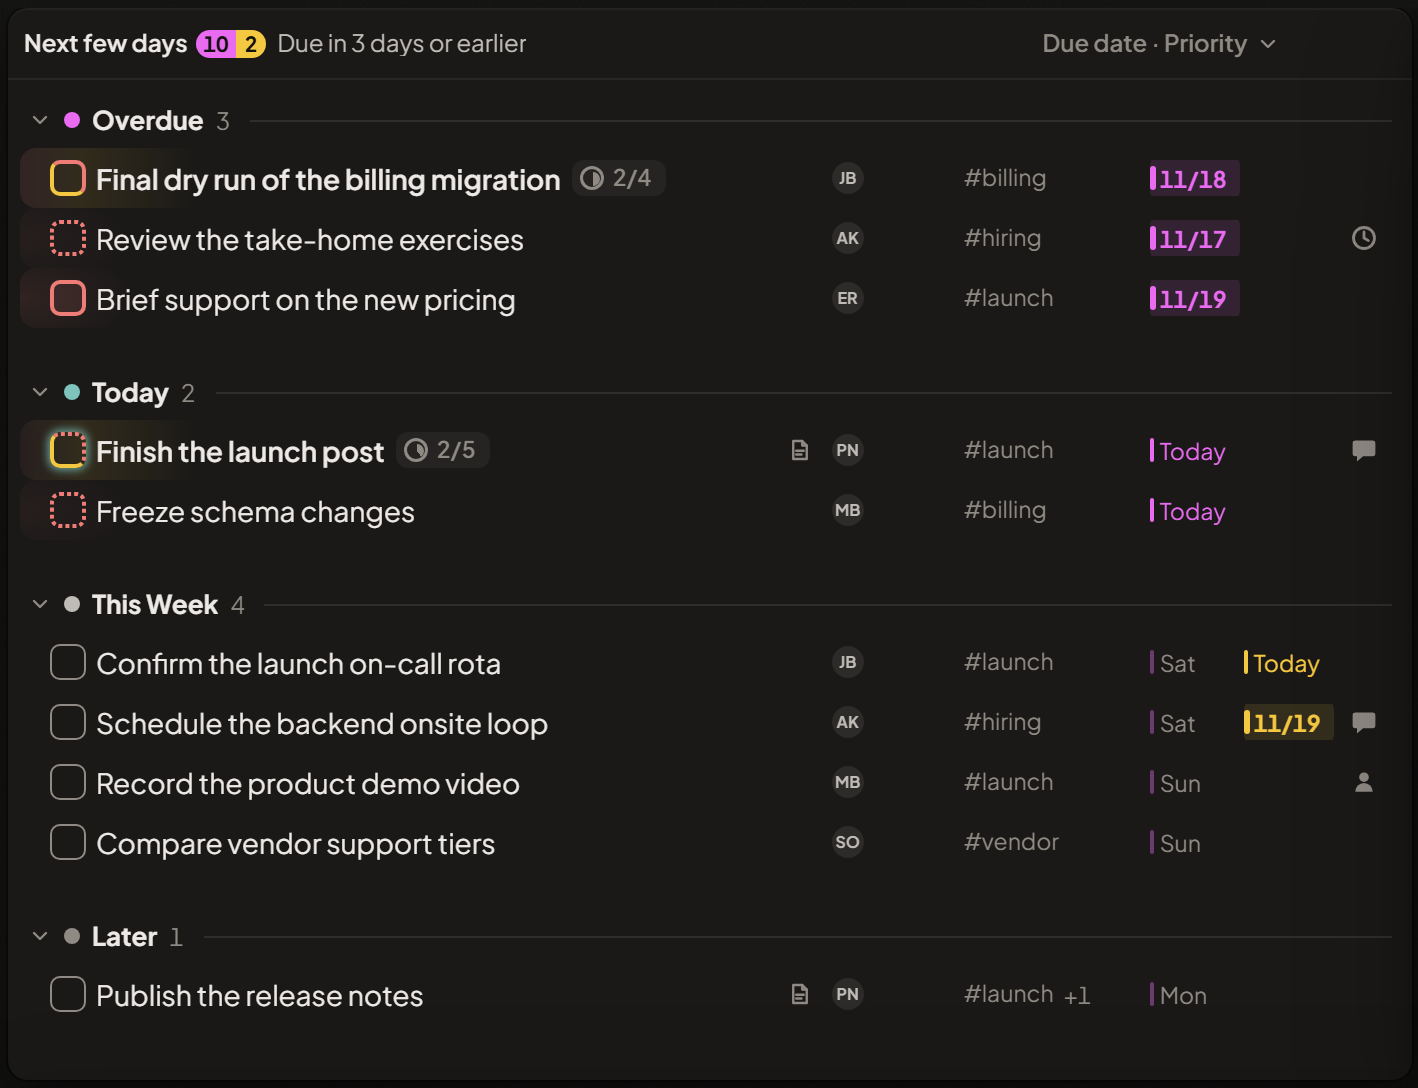 Next few days 10 2 Due in 3 days or earlier Due date · Priority
Overdue 3
Final dry run of the billing migration 2/4 JB #billing 11/18
Review the take-home exercises AK #hiring 11/17
Brief support on the new pricing ER #launch 11/19
Today 2
Finish the launch post 2/5 PN #launch Today
Freeze schema changes MB #billing Today
This Week 4
Confirm the launch on-call rota JB #launch Sat Today
Schedule the backend onsite loop AK #hiring Sat 11/19
Record the product demo video MB #launch Sun
Compare vendor support tiers SO #vendor Sun
Later 1
Publish the release notes PN #launch +1 Mon